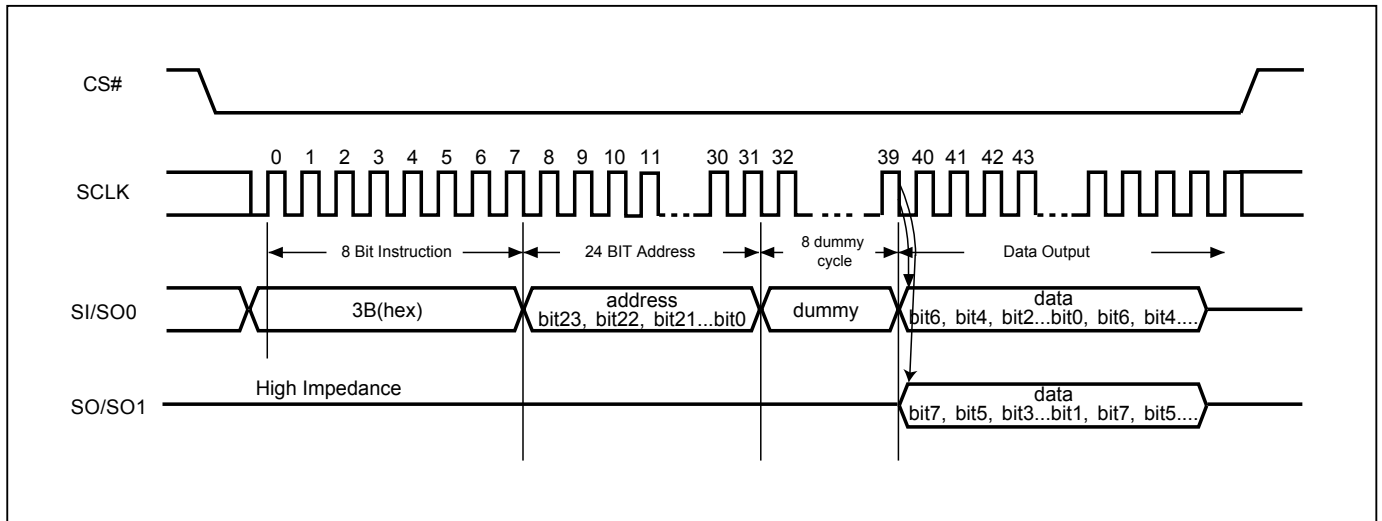 CS#
0 1 2 3 4 5 6 7 8 9 10 11 30 31 32 39 40 41 42 43
SCLK
8 Bit Instruction
24 BIT Address
8 dummy
cycle
Data Output
SI/SO0
3B(hex)
address
bit23, bit22, bit21...bit0
dummy
data
bit6, bit4, bit2...bit0, bit6, bit4....
High Impedance
SO/SO1
data
bit7, bit5, bit3...bit1, bit7, bit5....